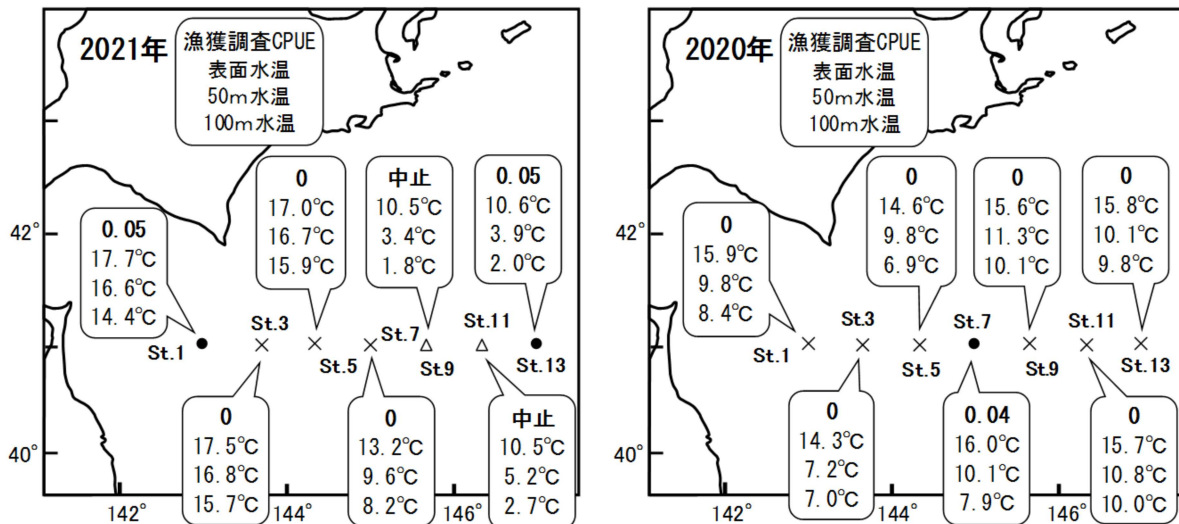 2021年
漁獲調査CPUE
表面水温
50m水温
100m水温
0
17.0℃
16.7℃
15.9℃
中止
10.5℃
3.4℃
1.8℃
0.05
10.6℃
3.9℃
2.0℃
0.05
17.7℃
16.6℃
14.4℃
42°
St.1
St.3
St.5
St.7
St.9
St.11
St.13
0
17.5℃
16.8℃
15.7℃
0
13.2℃
9.6℃
8.2℃
中止
10.5℃
5.2℃
2.7℃
40°
142°
144°
146°
2020年
漁獲調査CPUE
表面水温
50m水温
100m水温
0
14.6℃
9.8℃
6.9℃
0
15.6℃
11.3℃
10.1℃
0
15.8℃
10.1℃
9.8℃
0
15.9℃
9.8℃
8.4℃
42°
St.1
St.3
St.5
St.7
St.9
St.11
St.13
0
14.3℃
7.2℃
7.0℃
0.04
16.0℃
10.1℃
7.9℃
0
15.7℃
10.8℃
10.0℃
40°
142°
144°
146°